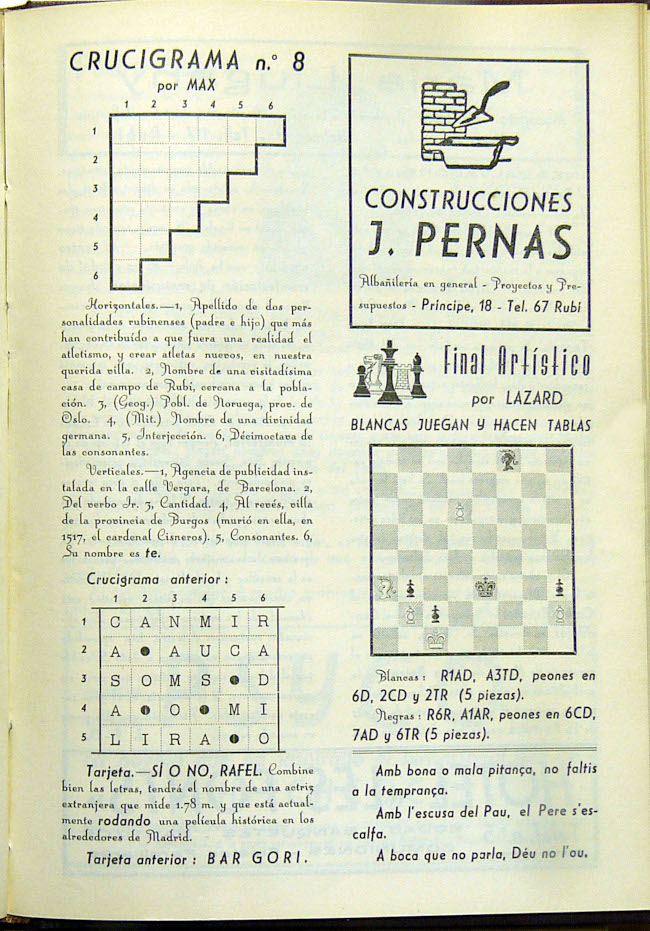 CRUCIGRAMA n.º 8
por MAX
1 2 3 4 5 6
1
2
3
4
5
6
Horizontales.—1, Apellido de dos per-
sonalidades rubinenses (padre e hijo) que más
han contribuído a que fuera una realidad el
atletismo, y crear atletas nuevos, en nuestra
querida villa. 2, Nombre de una visitadísima
casa de campo de Rubí, cercana a la pobla-
ción. 3, (Geog.) Pobl. de Noruega, prov. de
Oslo. 4, (Mit.) Nombre de una divinidad
germana. 5, Interjección. 6, Décimoctava de
las consonantes.
Verticales.—1, Agencia de publicidad ins-
talada en la calle Vergara, de Barcelona. 2,
Del verbo Ir. 3, Cantidad. 4, Al revés, villa
de la provincia de Burgos (murió en ella, en
1517, el cardenal Cisneros). 5, Consonantes. 6,
Su nombre es te.
Crucigrama anterior:
1 2 3 4 5 6
1 C A N M I R
2 A A U C A
3 S O M S D
4 A O M I
5 L I R A O
Tarjeta.—SÍ O NO, RAFEL. Combine
bien las letras, tendrá el nombre de una actriz
extranjera que mide 1.78 m. y que está actual-
mente rodando una película histórica en los
alrededores de Madrid.
Tarjeta anterior: BAR GORI.
CONSTRUCCIONES
J. PERNAS
Albañilería en general - Proyectos y Pre-
supuestos - Príncipe, 18 - Tel. 67 Rubí
Final Artístico
por LAZARD
BLANCAS JUEGAN Y HACEN TABLAS
Blancas: R1AD, A3TD, peones en
6D, 2CD y 2TR (5 piezas).
Negras: R6R, A1AR, peones en 6CD,
7AD y 6TR (5 piezas).
Amb bona o mala pitança, no faltis
a la temprança.
Amb l'escusa del Pau, el Pere s'es-
calfa.
A boca que no parla, Déu no l'ou.